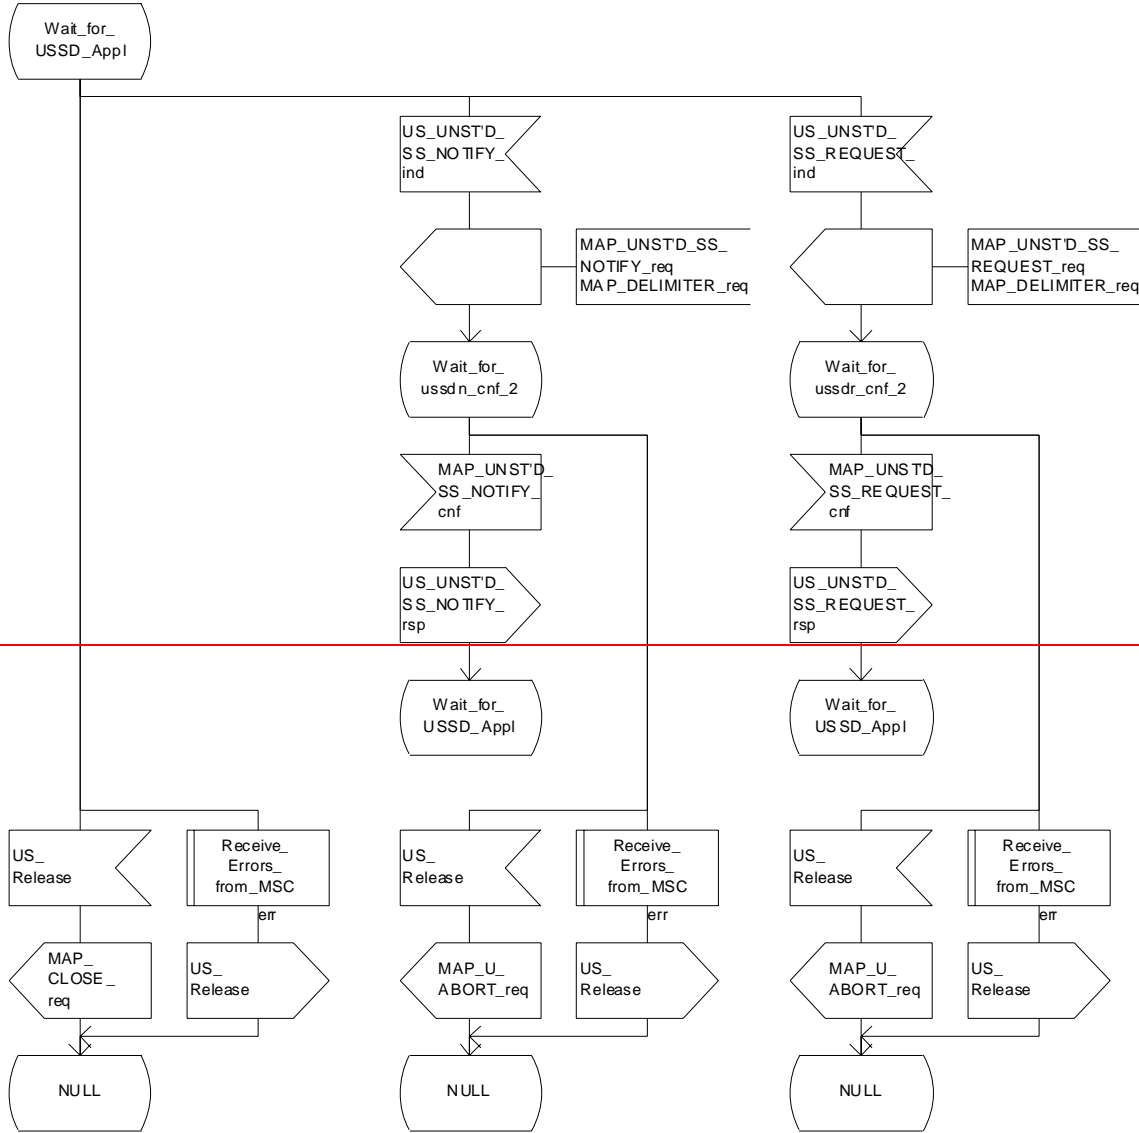 Wait_for_
USSD_Appl
US_UNST'D_
SS_NOTIFY_
ind
US_UNST'D_
SS_REQUEST_
ind
MAP_UNST'D_SS_
NOTIFY_req
MAP_DELIMITER_req
MAP_UNST'D_SS_
REQUEST_req
MAP_DELIMITER_req
Wait_for_
ussdn_cnf_2
Wait_for_
ussdr_cnf_2
MAP_UNST'D_
SS_NOTIFY_
cnf
MAP_UNST'D_
SS_REQUEST_
cnf
US_UNST'D_
SS_NOTIFY_
rsp
US_UNST'D_
SS_REQUEST_
rsp
Wait_for_
USSD_Appl
Wait_for_
USSD_Appl
US_
Release
Receive_
Errors_
from_MSC
err
US_
Release
Receive_
Errors_
from_MSC
err
US_
Release
Receive_
Errors_
from_MSC
err
MAP_
CLOSE_
req
US_
Release
MAP_U_
ABORT_req
US_
Release
MAP_U_
ABORT_req
US_
Release
NULL
NULL
NULL